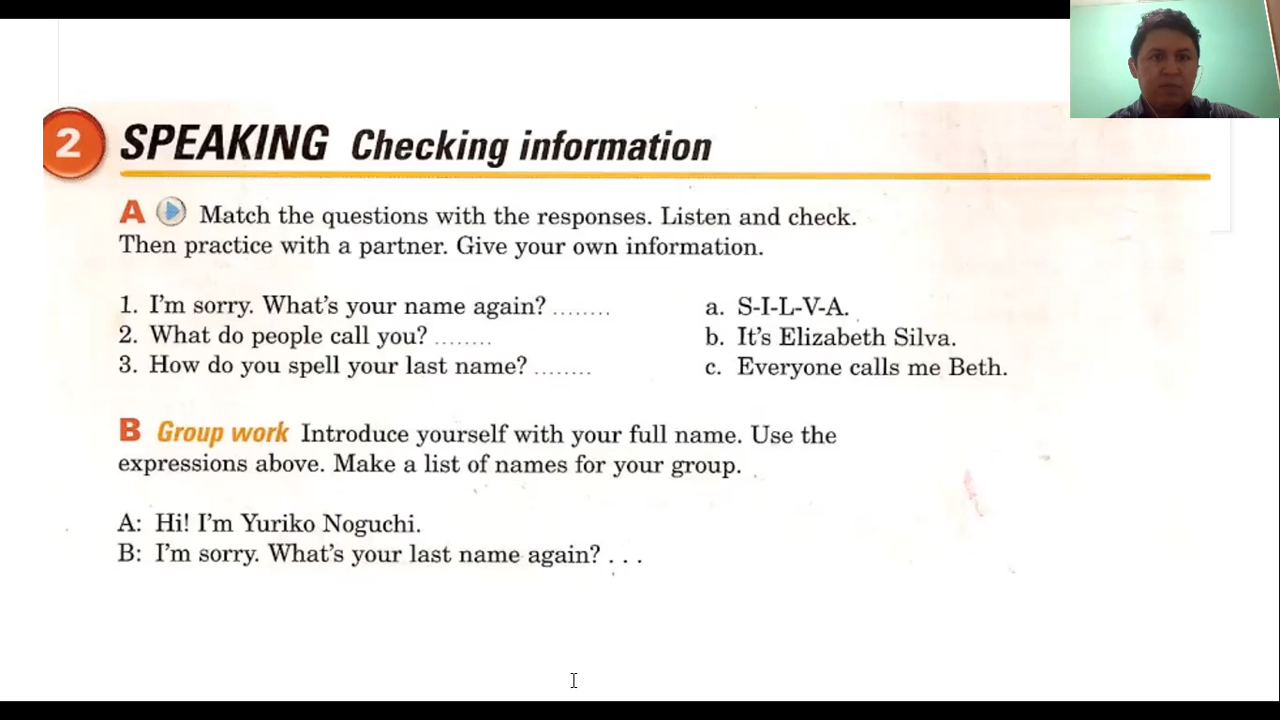 2 SPEAKING Checking information
A Match the questions with the responses. Listen and check.
Then practice with a partner. Give your own information.
1. I'm sorry. What's your name again? ........
2. What do people call you? ........
3. How do you spell your last name? ........
a. S-I-L-V-A.
b. It's Elizabeth Silva.
c. Everyone calls me Beth.
B Group work Introduce yourself with your full name. Use the
expressions above. Make a list of names for your group.
A: Hi! I'm Yuriko Noguchi.
B: I'm sorry. What's your last name again? . . .